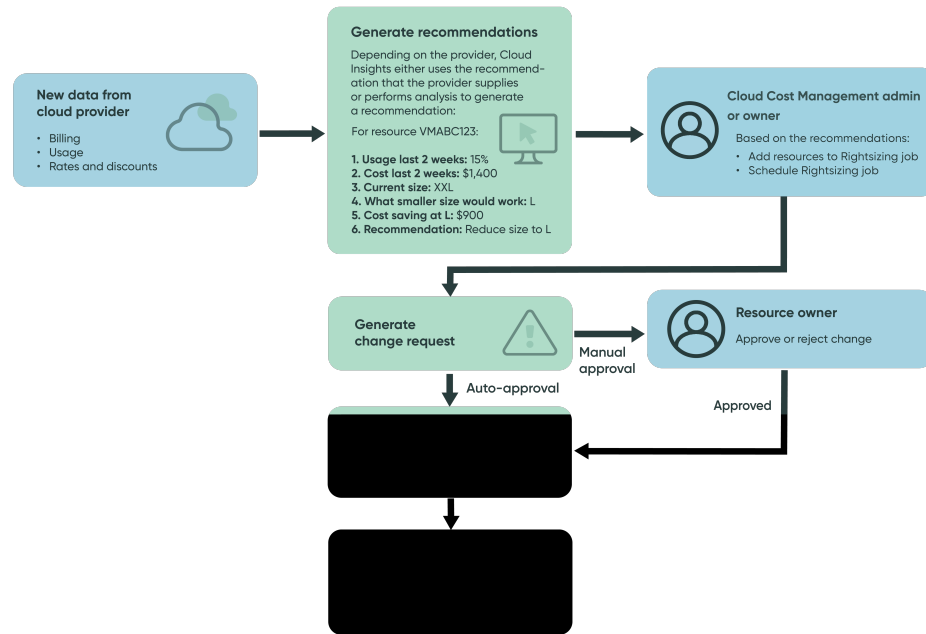 New data from
cloud provider
• Billing
• Usage
• Rates and discounts
Generate recommendations
Depending on the provider, Cloud
Insights either uses the recommend-
ation that the provider supplies
or performs analysis to generate
a recommendation:
For resource VMABC123:
1. Usage last 2 weeks: 15%
2. Cost last 2 weeks: $1,400
3. Current size: XXL
4. What smaller size would work: L
5. Cost saving at L: $900
6. Recommendation: Reduce size to L
Cloud Cost Management admin
or owner
Based on the recommendations:
• Add resources to Rightsizing job
• Schedule Rightsizing job
Generate
change request
Manual
approval
Resource owner
Approve or reject change
Auto-approval
Approved